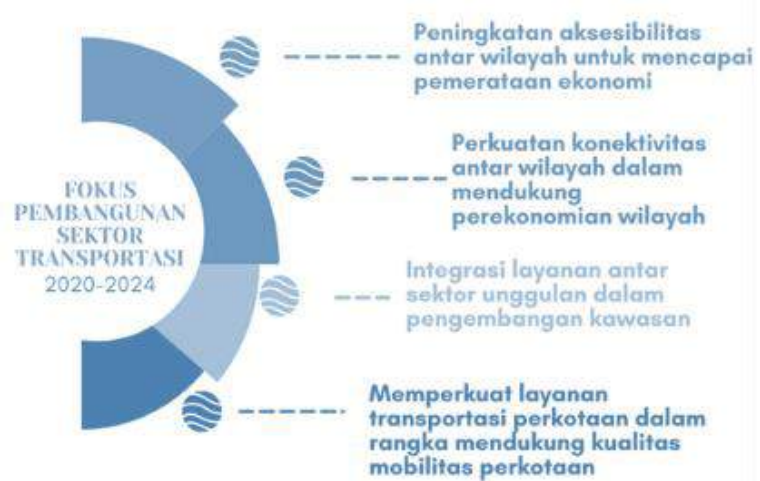 FOKUS
PEMBANGUNAN
SEKTOR
TRANSPORTASI
2020-2024
Peningkatan aksesibilitas
antar wilayah untuk mencapai
pemerataan ekonomi
Perkuatan konektivitas
antar wilayah dalam
mendukung
perekonomian wilayah
Integrasi layanan antar
sektor unggulan dalam
pengembangan kawasan
Memperkuat layanan
transportasi perkotaan dalam
rangka mendukung kualitas
mobilitas perkotaan